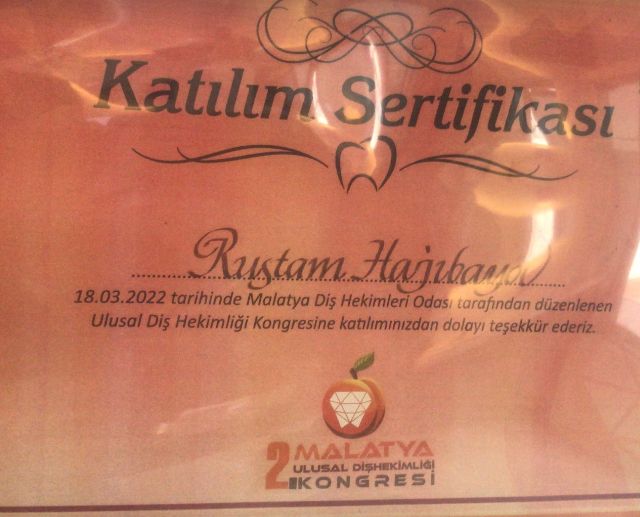 Katılım Sertifikası
Rustam
18.03.2022 tarihinde Malatya Diş Hekimleri Odası tarafından düzenlenen
Ulusal Diş Hekimliği Kongresine katılımınızdan dolayı teşekkür ederiz.
2. MALATYA
ULUSAL DİŞHEKİMLİĞİ
KONGRESİ